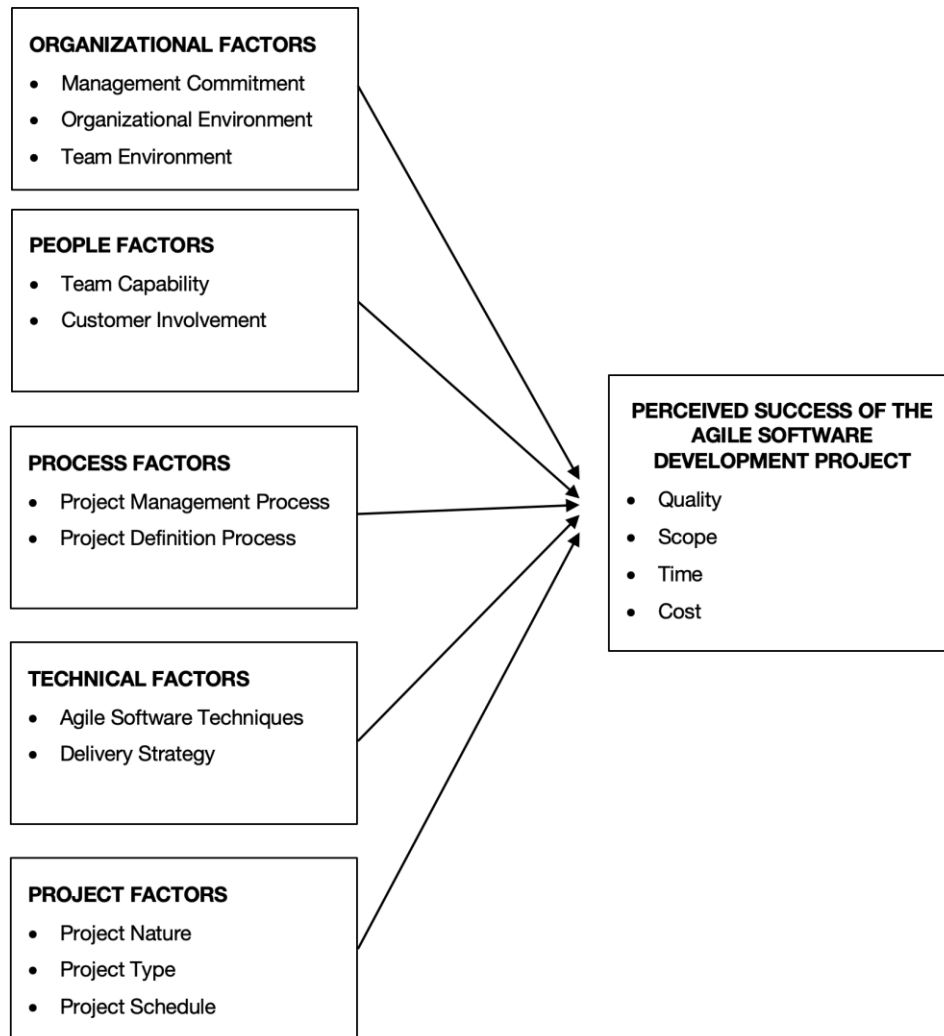 ORGANIZATIONAL FACTORS
• Management Commitment
• Organizational Environment
• Team Environment
PEOPLE FACTORS
• Team Capability
• Customer Involvement
PROCESS FACTORS
• Project Management Process
• Project Definition Process
TECHNICAL FACTORS
• Agile Software Techniques
• Delivery Strategy
PROJECT FACTORS
• Project Nature
• Project Type
• Project Schedule
PERCEIVED SUCCESS OF THE
AGILE SOFTWARE
DEVELOPMENT PROJECT
• Quality
• Scope
• Time
• Cost